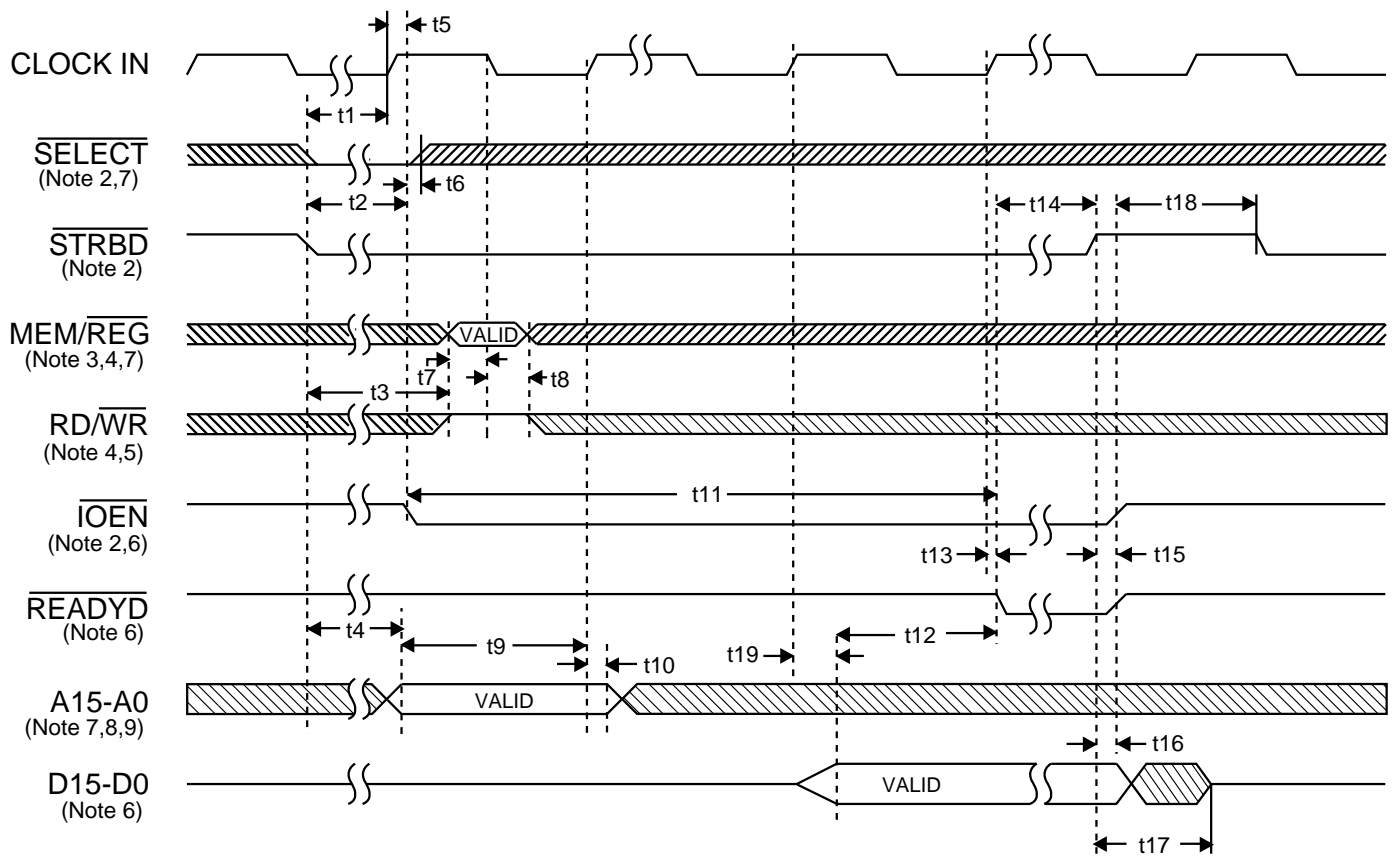 t5
CLOCK IN
t1
SELECT
(Note 2,7)
t6
t2
t14
t18
STRBD
(Note 2)
MEM/REG
VALID
(Note 3,4,7)
t7
t8
t3
RD/WR
(Note 4,5)
t11
IOEN
(Note 2,6)
t13
t15
READYD
(Note 6)
t4
t9
t12
t19
t10
A15-A0
VALID
(Note 7,8,9)
t16
D15-D0
VALID
(Note 6)
t17